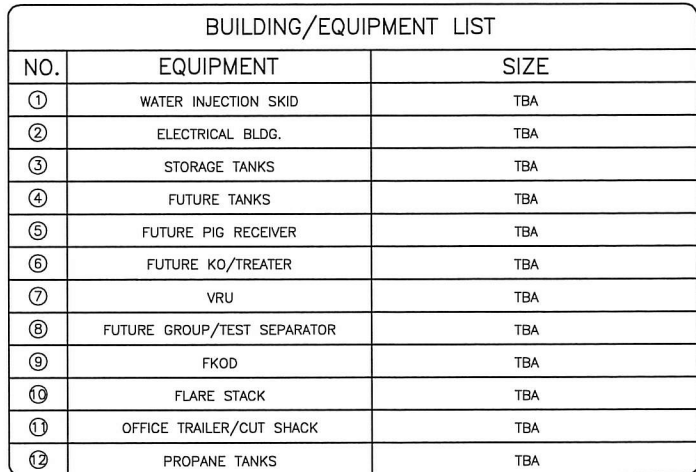 BUILDING/EQUIPMENT LIST
NO. EQUIPMENT SIZE
① WATER INJECTION SKID TBA
② ELECTRICAL BLDG. TBA
③ STORAGE TANKS TBA
④ FUTURE TANKS TBA
⑤ FUTURE PIG RECEIVER TBA
⑥ FUTURE KO/TREATER TBA
⑦ VRU TBA
⑧ FUTURE GROUP/TEST SEPARATOR TBA
⑨ FKOD TBA
⑩ FLARE STACK TBA
⑪ OFFICE TRAILER/CUT SHACK TBA
⑫ PROPANE TANKS TBA